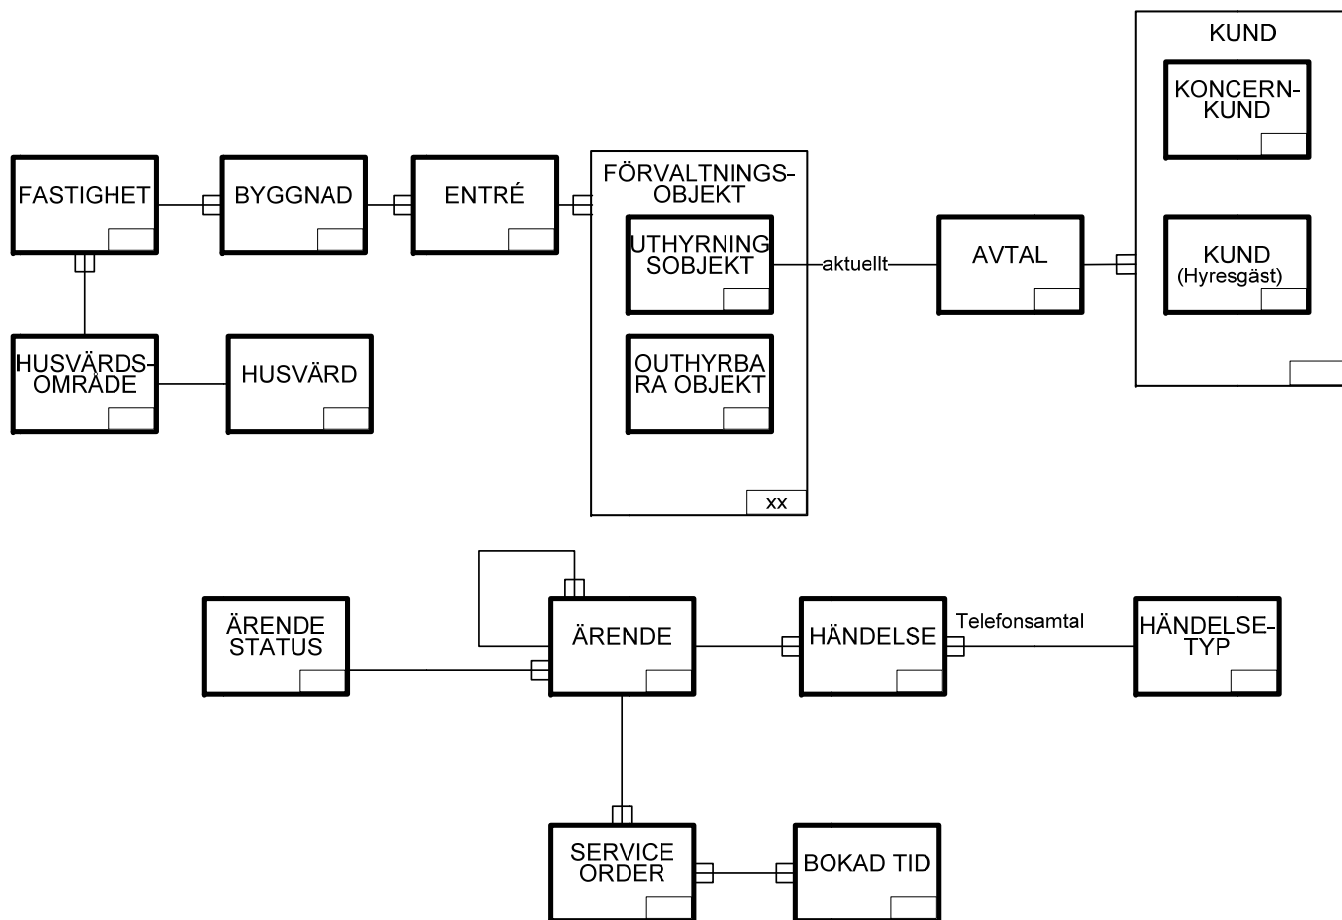 KUND
KONCERN-
KUND
FASTIGHET
BYGGNAD
ENTRÉ
FÖRVALTNINGS-
OBJEKT
UTHYRNING
SOBJEKT
aktuellt
AVTAL
KUND
(Hyresgäst)
HUSVÄRDS-
OMRÅDE
HUSVÄRD
OUTHYRBA
RA OBJEKT
xx
ÄRENDE
STATUS
ÄRENDE
HÄNDELSE
Telefonsamtal
HÄNDELSE-
TYP
SERVICE
ORDER
BOKAD TID